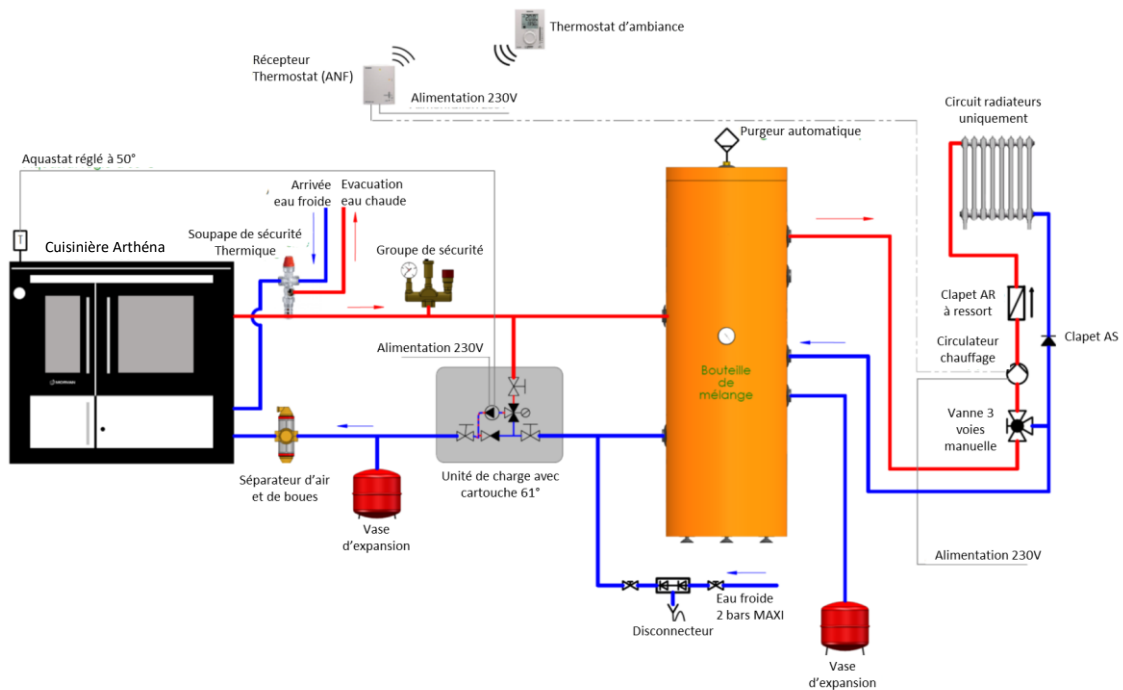 Thermostat d'ambiance
Récepteur
Thermostat (ANF)
Alimentation 230V
Circuit radiateurs
uniquement
Purgeur automatique
Aquastat réglé à 50°
Arrivée
eau froide
Evacuation
eau chaude
Soupape de sécurité
Thermique
Groupe de sécurité
T
Cuisinière Arthéna
Clapet AR
à ressort
Clapet AS
Circulateur
chauffage
Alimentation 230V
Bouteille
de
mélange
Vanne 3
voies
manuelle
Séparateur d'air
et de boues
Unité de charge avec
cartouche 61°
Vase
d'expansion
Alimentation 230V
Eau froide
2 bars MAXI
Disconnecteur
Vase
d'expansion